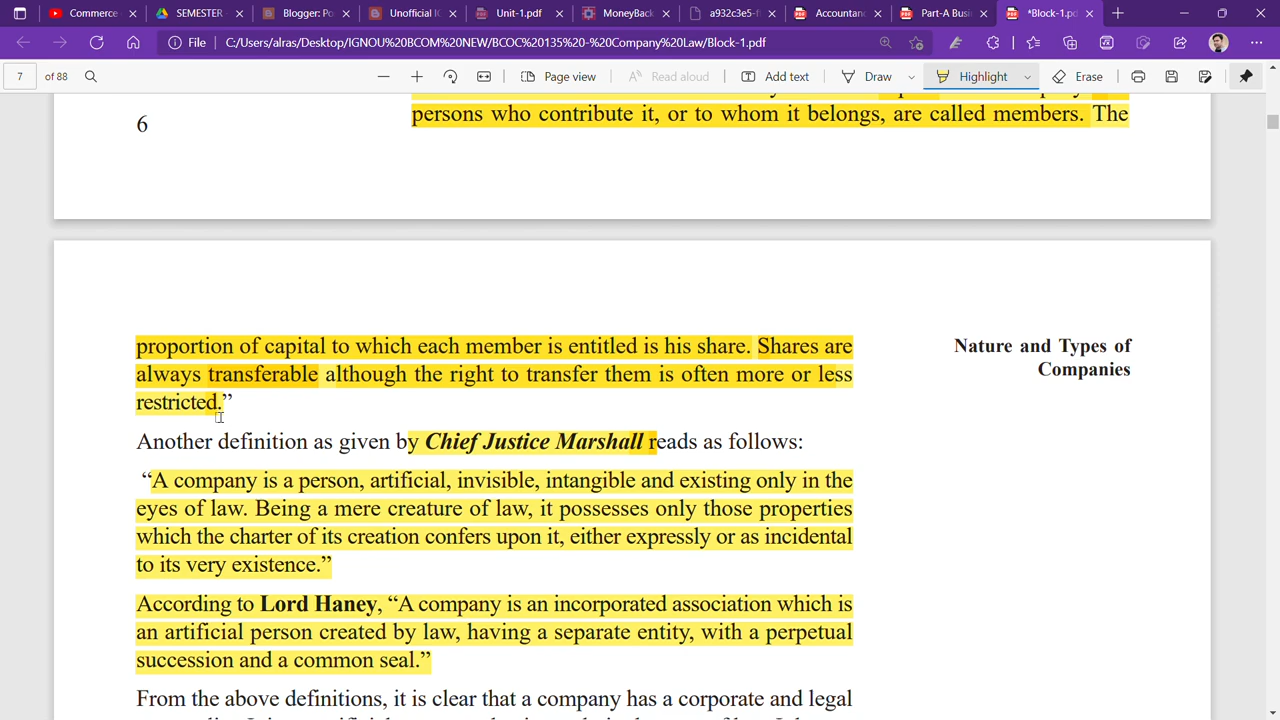 Commerce
SEMESTER -
Blogger: Po
Unofficial IG
Unit-1.pdf
MoneyBack
a932c3e5-f
Accountanc
Part-A Busi
*Block-1.pd
File
C:/Users/alras/Desktop/IGNOU%20BCOM%20NEW/BCOC%20135%20-%20Company%20Law/Block-1.pdf
7 of 88
Page view
Read aloud
Add text
Draw
Highlight
Erase
6
persons who contribute it, or to whom it belongs, are called members. The
proportion of capital to which each member is entitled is his share. Shares are
always transferable although the right to transfer them is often more or less
restricted.”
Nature and Types of
Companies
Another definition as given by Chief Justice Marshall reads as follows:
“A company is a person, artificial, invisible, intangible and existing only in the
eyes of law. Being a mere creature of law, it possesses only those properties
which the charter of its creation confers upon it, either expressly or as incidental
to its very existence.”
According to Lord Haney, “A company is an incorporated association which is
an artificial person created by law, having a separate entity, with a perpetual
succession and a common seal.”
From the above definitions, it is clear that a company has a corporate and legal